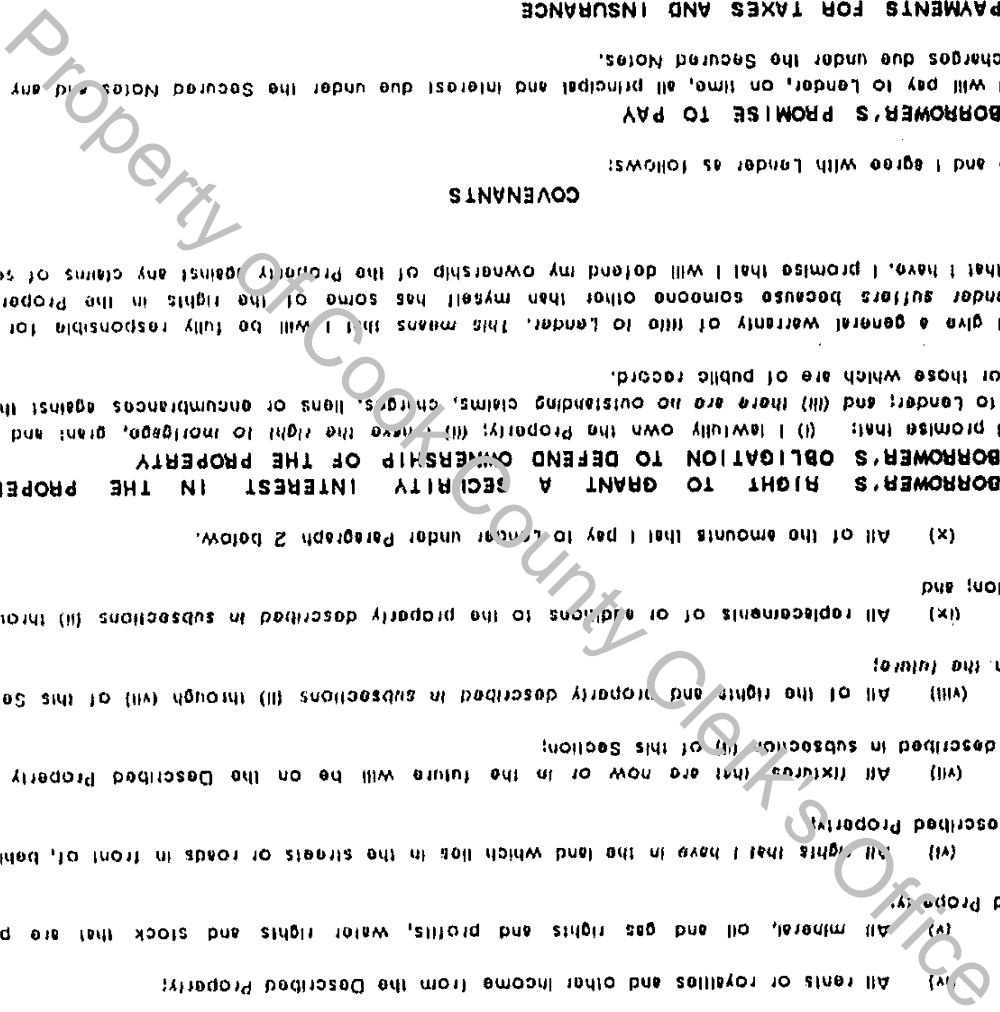 (iv) All rents or royalties and other income from the Described Property;
(v) All mineral, oil and gas rights and profits, water rights and stock that are p
d Property;
(vi) All rights that I have in the land which lies in the streets or roads in front of, behin
escribed Property;
(vii) All fixtures that are now or in the future will be on the Described Property
described in subsection (ii) of this Section;
(viii) All of the rights and property described in subsections (ii) through (vii) of this Se
n the future;
(ix) All replacements of or additions to the property described in subsections (ii) throu
ion; and
(x) All of the amounts that I pay to Lender under Paragraph 2 below.
BORROWER'S RIGHT TO GRANT A SECURITY INTEREST IN THE PROPER
BORROWER'S OBLIGATION TO DEFEND OWNERSHIP OF THE PROPERTY
I promise that: (i) I lawfully own the Property; (ii) I have the right to mortgage, grant and
to Lender; and (iii) there are no outstanding claims, charges, liens or encumbrances against th
or those which are of public record.
I give a general warranty of title to Lender. This means that I will be fully responsible for
ender suffers because someone other than myself has some of the rights in the Proper
that I have. I promise that I will defend my ownership of the Property against any claims of s
COVENANTS
e and I agree with Lender as follows:
BORROWER'S PROMISE TO PAY
I will pay to Lender, on time, all principal and interest due under the Secured Notes and any
charges due under the Secured Notes.
PAYMENTS FOR TAXES AND INSURANCE
Property of Cook County Clerk's Office